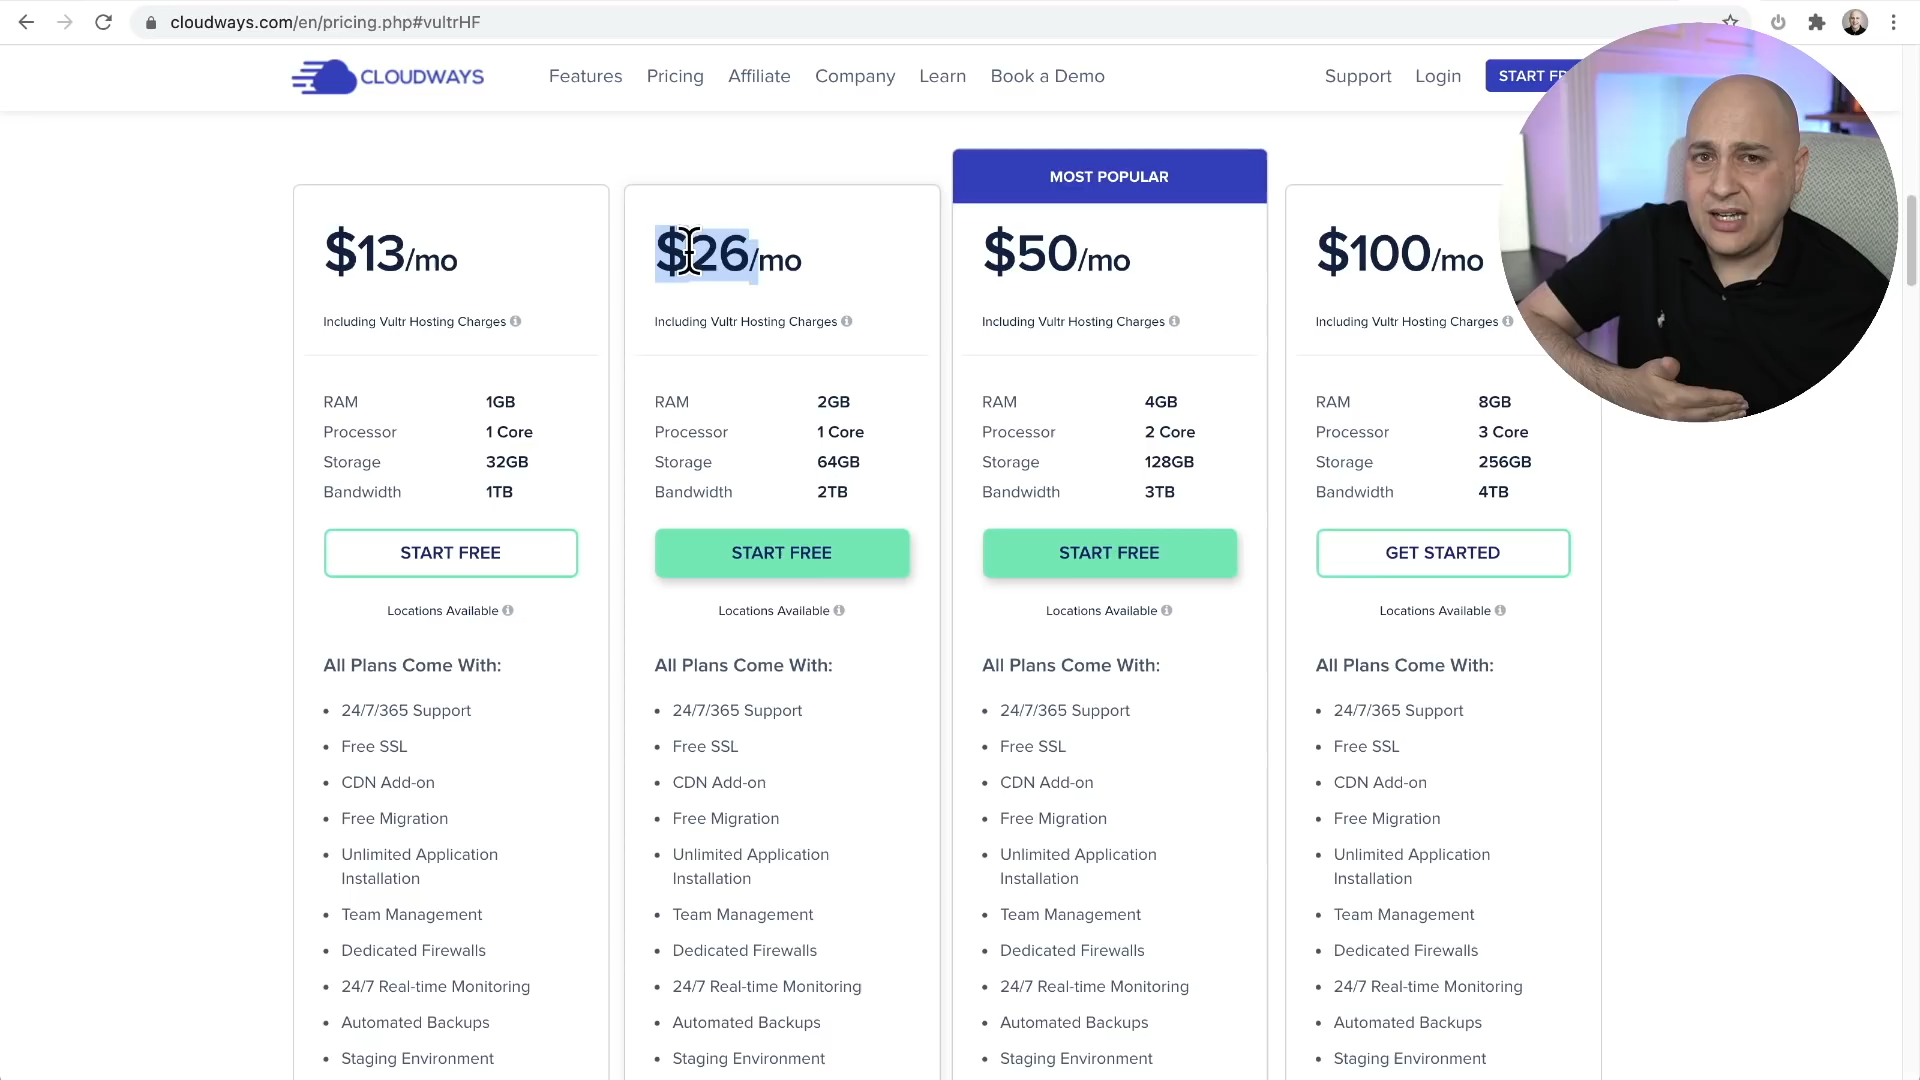 cloudways.com/en/pricing.php#vultrHF
CLOUDWAYS
Features Pricing Affiliate Company Learn Book a Demo
Support Login START
MOST POPULAR
$13/mo
Including Vultr Hosting Charges
RAM 1GB
Processor 1 Core
Storage 32GB
Bandwidth 1TB
START FREE
Locations Available
All Plans Come With:
• 24/7/365 Support
• Free SSL
• CDN Add-on
• Free Migration
• Unlimited Application
Installation
• Team Management
• Dedicated Firewalls
• 24/7 Real-time Monitoring
• Automated Backups
• Staging Environment
$26/mo
Including Vultr Hosting Charges
RAM 2GB
Processor 1 Core
Storage 64GB
Bandwidth 2TB
START FREE
Locations Available
All Plans Come With:
• 24/7/365 Support
• Free SSL
• CDN Add-on
• Free Migration
• Unlimited Application
Installation
• Team Management
• Dedicated Firewalls
• 24/7 Real-time Monitoring
• Automated Backups
• Staging Environment
$50/mo
Including Vultr Hosting Charges
RAM 4GB
Processor 2 Core
Storage 128GB
Bandwidth 3TB
START FREE
Locations Available
All Plans Come With:
• 24/7/365 Support
• Free SSL
• CDN Add-on
• Free Migration
• Unlimited Application
Installation
• Team Management
• Dedicated Firewalls
• 24/7 Real-time Monitoring
• Automated Backups
• Staging Environment
$100/mo
Including Vultr Hosting Charges
RAM 8GB
Processor 3 Core
Storage 256GB
Bandwidth 4TB
GET STARTED
Locations Available
All Plans Come With:
• 24/7/365 Support
• Free SSL
• CDN Add-on
• Free Migration
• Unlimited Application
Installation
• Team Management
• Dedicated Firewalls
• 24/7 Real-time Monitoring
• Automated Backups
• Staging Environment